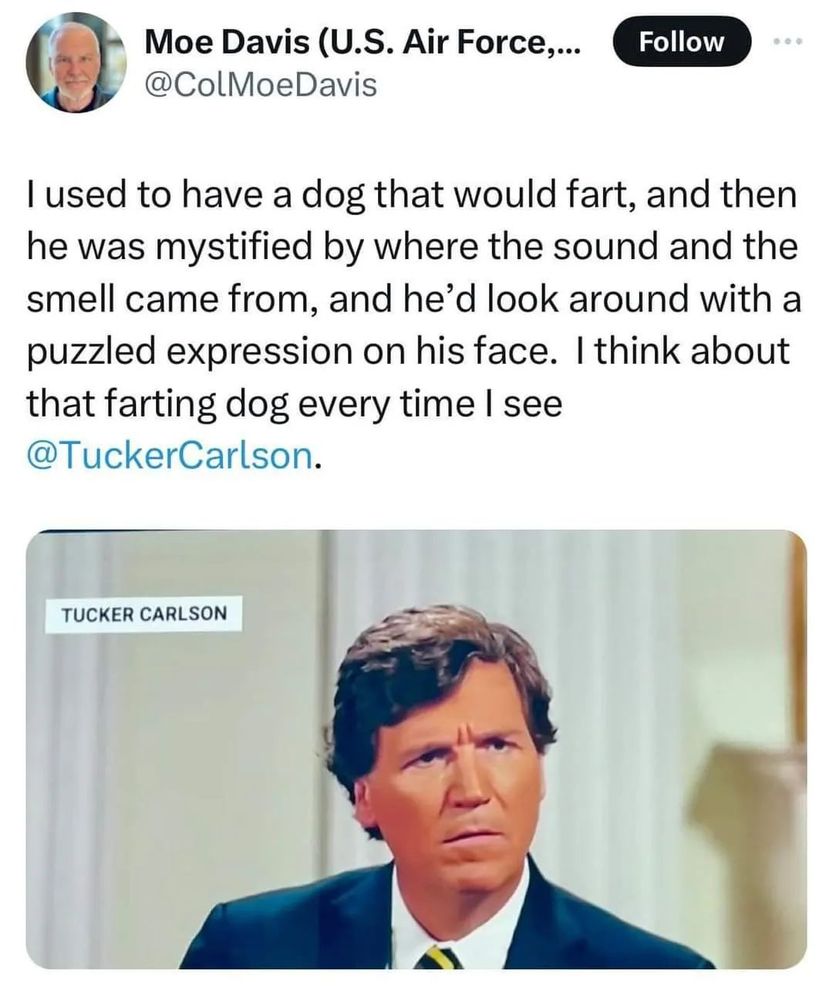 Moe Davis (U.S. Air Force,...
Follow
@ColMoeDavis
I used to have a dog that would fart, and then
he was mystified by where the sound and the
smell came from, and he’d look around with a
puzzled expression on his face.  I think about
that farting dog every time I see
@TuckerCarlson.
TUCKER CARLSON